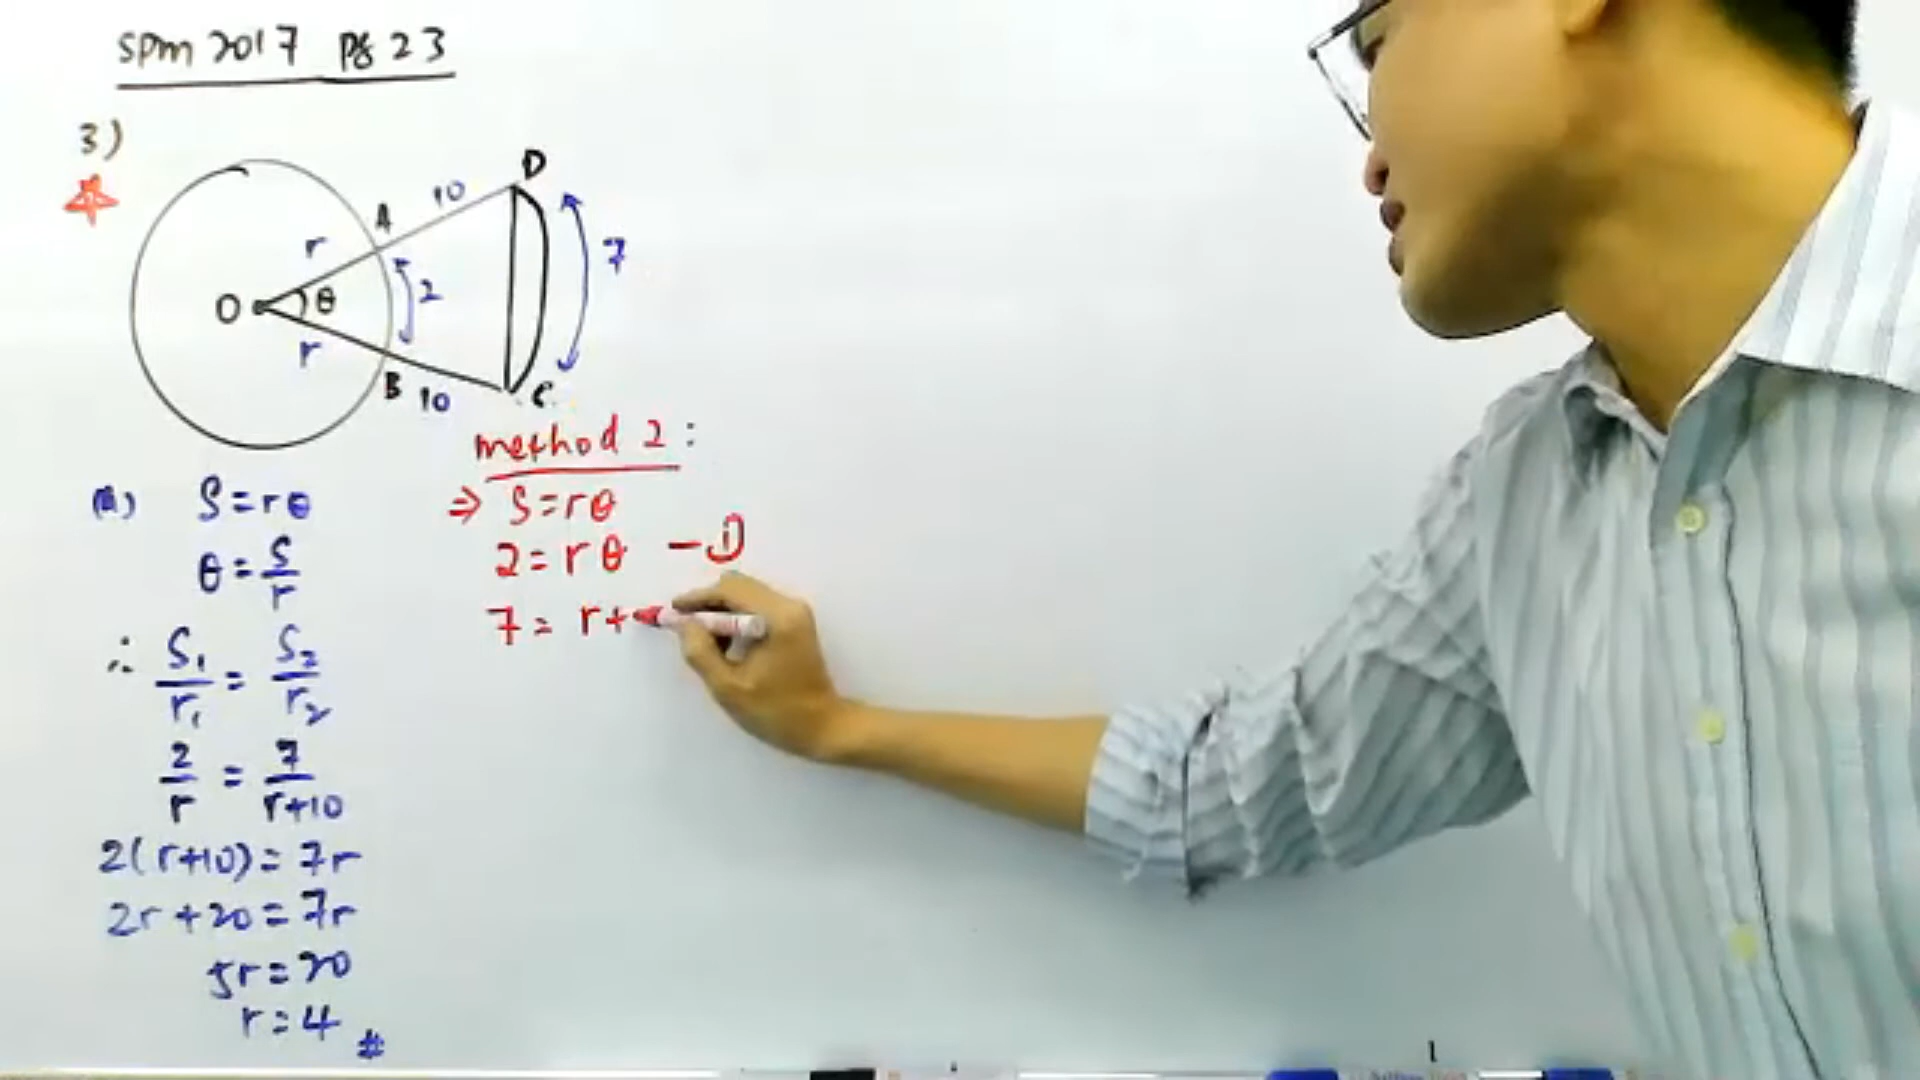 SPM 2017 Pg 23
3)
D
10
A
r
7
2
O θ
r
B
10
C
method 2 :
(a) S = rθ
θ = S/r
∴ S₁/r₁ = S₂/r₂
2/r = 7/r+10
2(r+10) = 7r
2r + 20 = 7r
5r = 20
r = 4 #
⇒ S = rθ
2 = rθ — ①
7 = r+